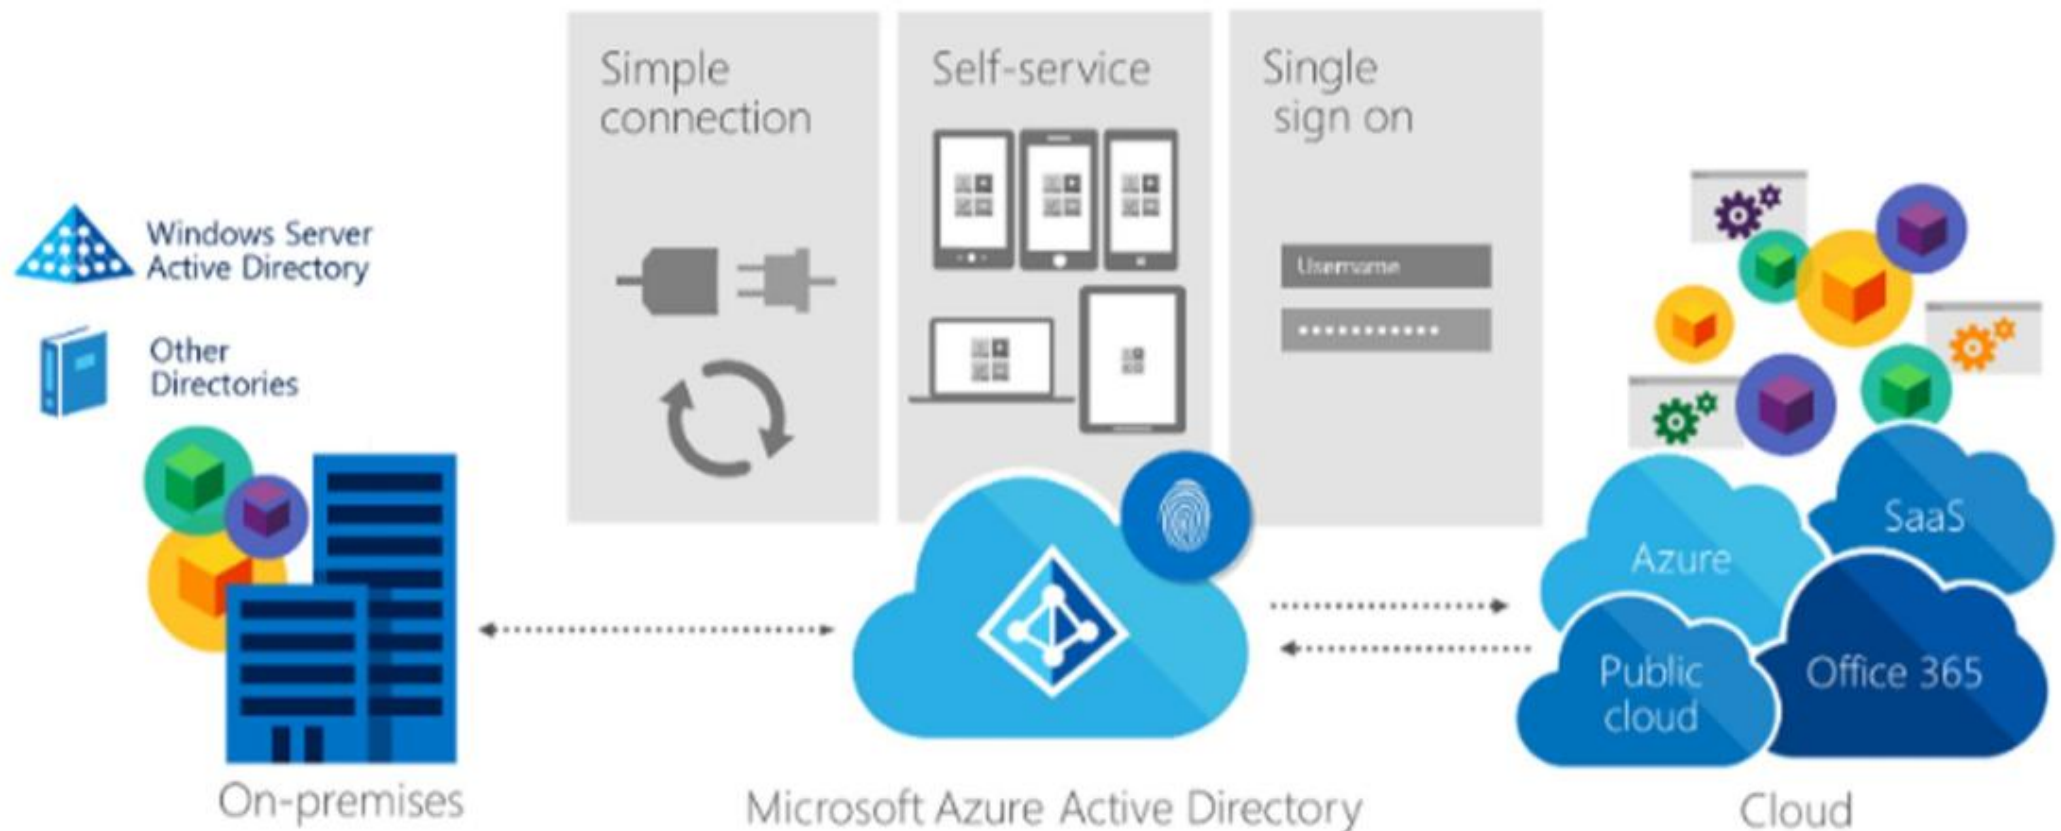 Simple
connection
Self-service
Single
sign on
Windows Server
Active Directory
Other
Directories
Username
SaaS
Azure
Public
cloud
Office 365
On-premises
Microsoft Azure Active Directory
Cloud